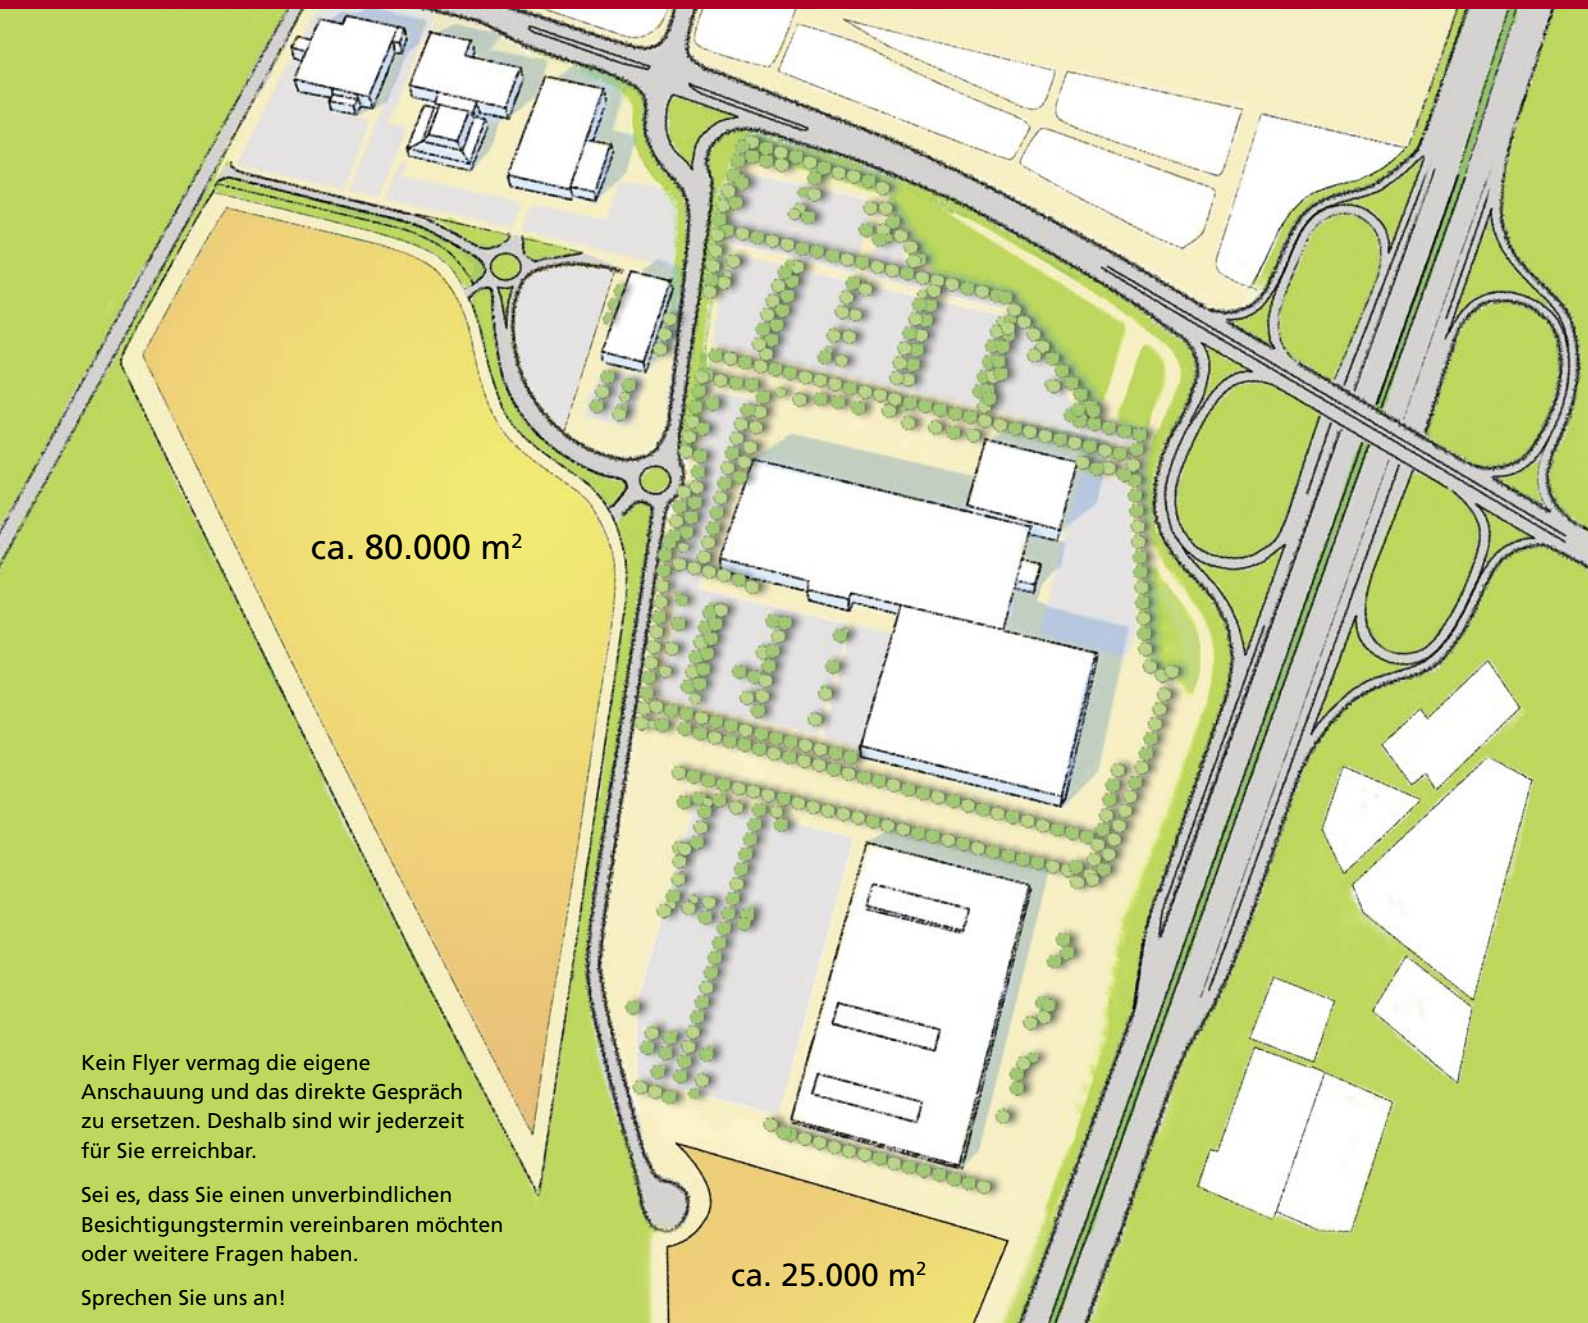 ca. 80.000 m²
Kein Flyer vermag die eigene
Anschauung und das direkte Gespräch
zu ersetzen. Deshalb sind wir jederzeit
für Sie erreichbar.
Sei es, dass Sie einen unverbindlichen
Besichtigungstermin vereinbaren möchten
oder weitere Fragen haben.
Sprechen Sie uns an!
ca. 25.000 m²